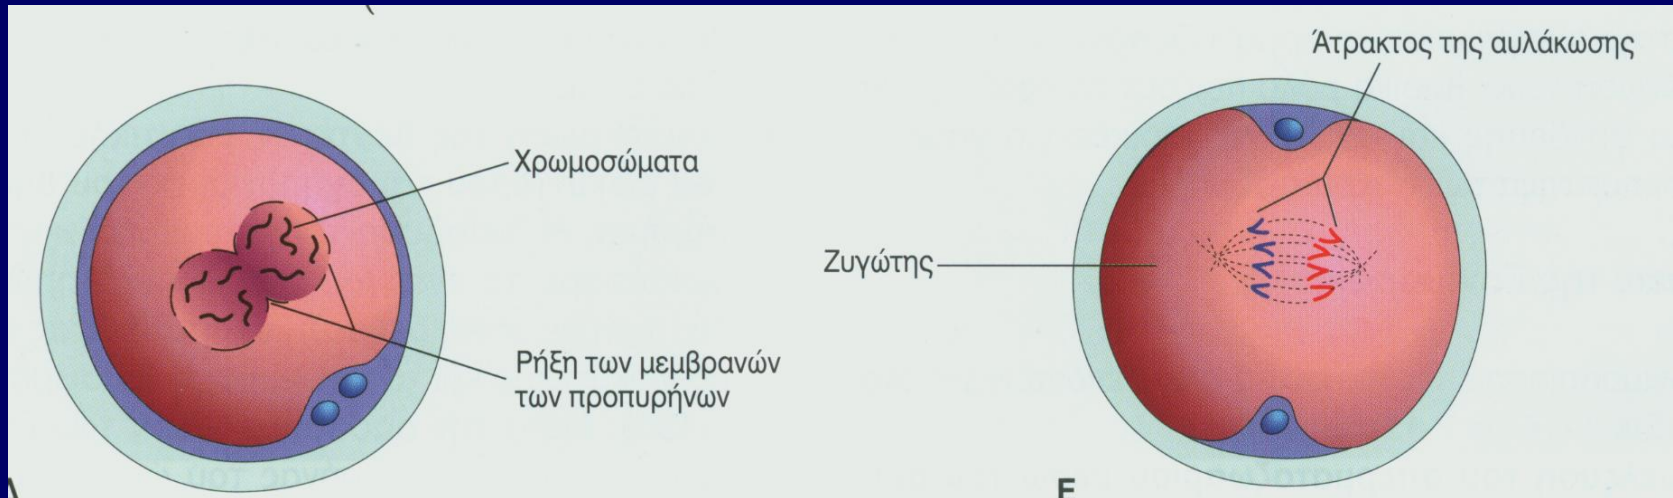 Άτρακτος της αυλάκωσης
Χρωμοσώματα
Ζυγώτης
Ρήξη των μεμβρανών
των προπυρήνων
E